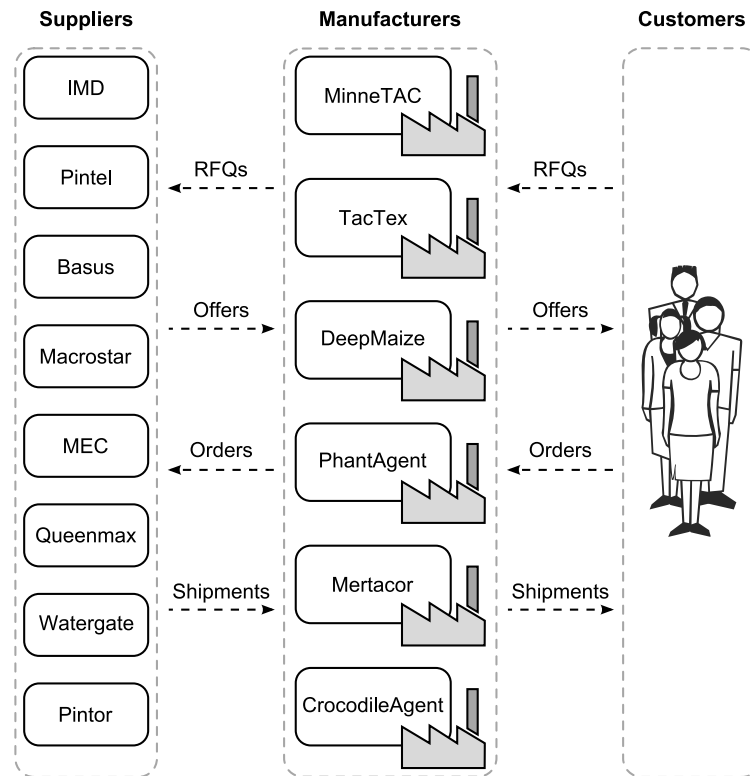 Suppliers
Manufacturers
Customers
IMD
Pintel
Basus
Macrostar
MEC
Queenmax
Watergate
Pintor
RFQs
Offers
Orders
Shipments
MinneTAC
TacTex
DeepMaize
PhantAgent
Mertacor
CrocodileAgent
RFQs
Offers
Orders
Shipments